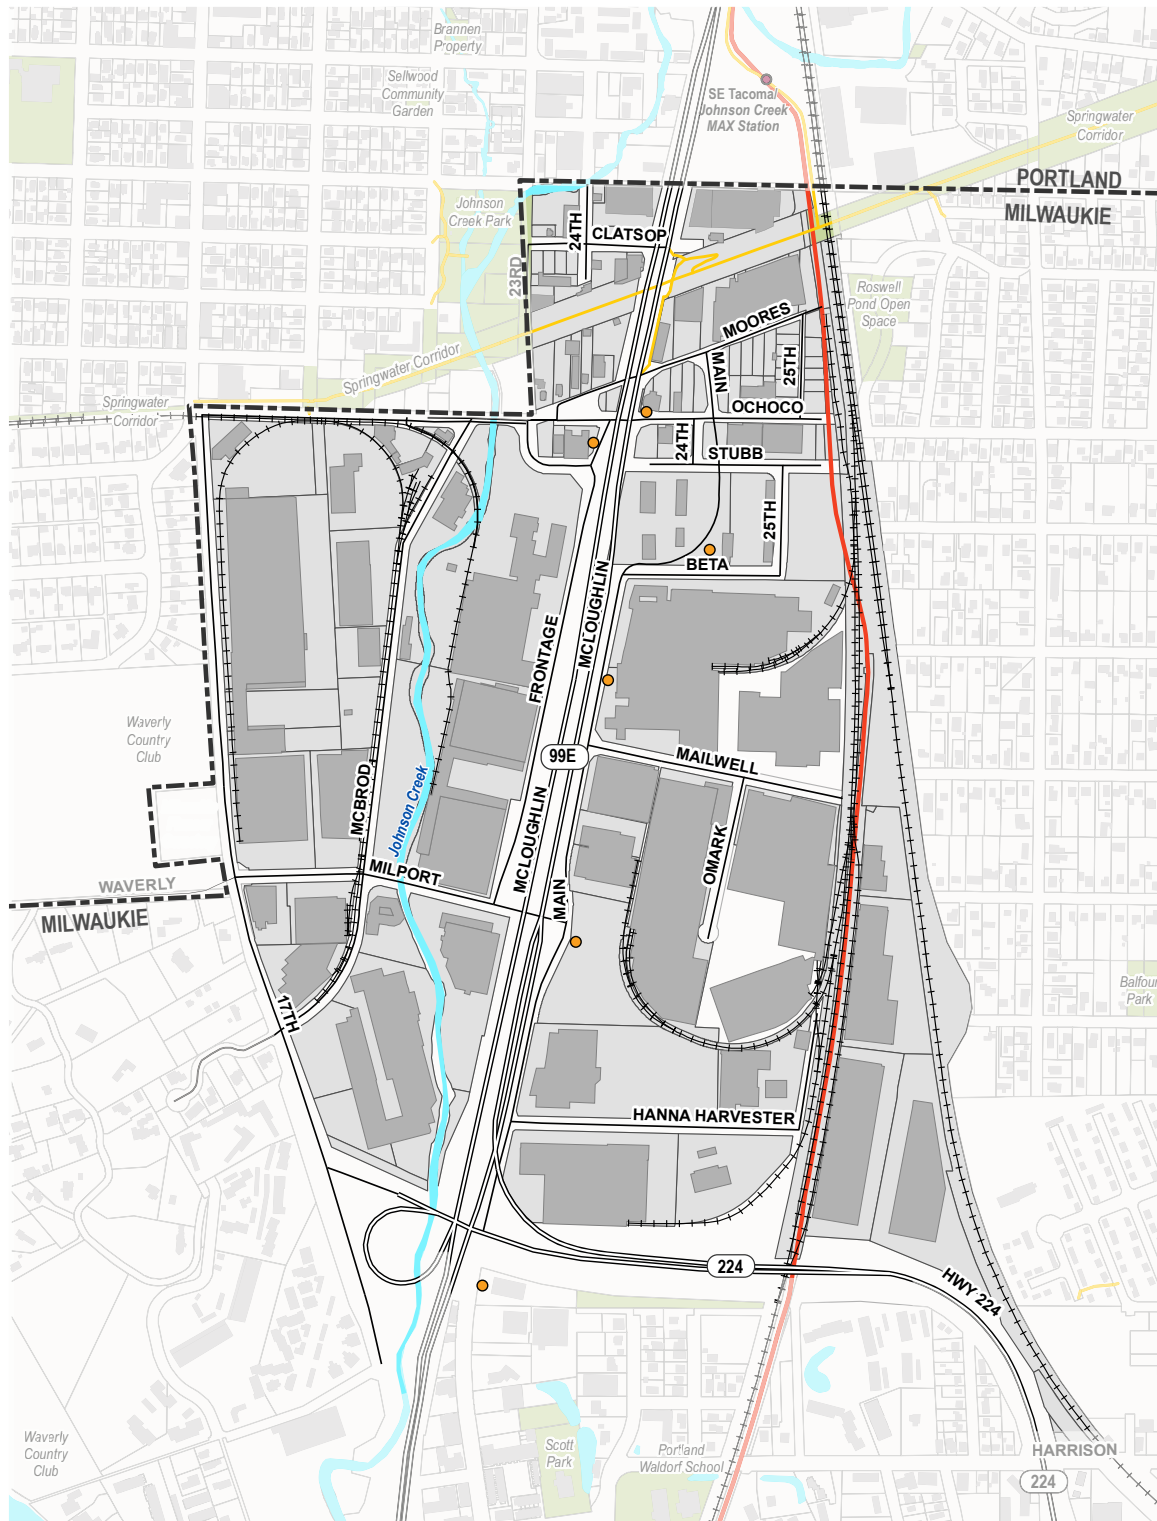 Brannen
Property
Sellwood
Community
Garden
SE Tacoma/
Johnson Creek
MAX Station
Springwater
Corridor
PORTLAND
MILWAUKIE
Johnson
Creek Park
24TH
CLATSOP
23RD
Roswell
Pond Open
Space
MOORES
MAIN
25TH
Springwater Corridor
Springwater
Corridor
OCHOCO
24TH
STUBB
25TH
BETA
MCLOUGHLIN
FRONTAGE
Waverly
Country
Club
99E
MAILWELL
MCBROD
Johnson Creek
MCLOUGHLIN
OMARK
MILPORT
WAVERLY
MAIN
MILWAUKIE
Balfour
Park
17TH
HANNA HARVESTER
224
HWY 224
Waverly
Country
Club
Scott
Park
Portland
Waldorf School
HARRISON
224